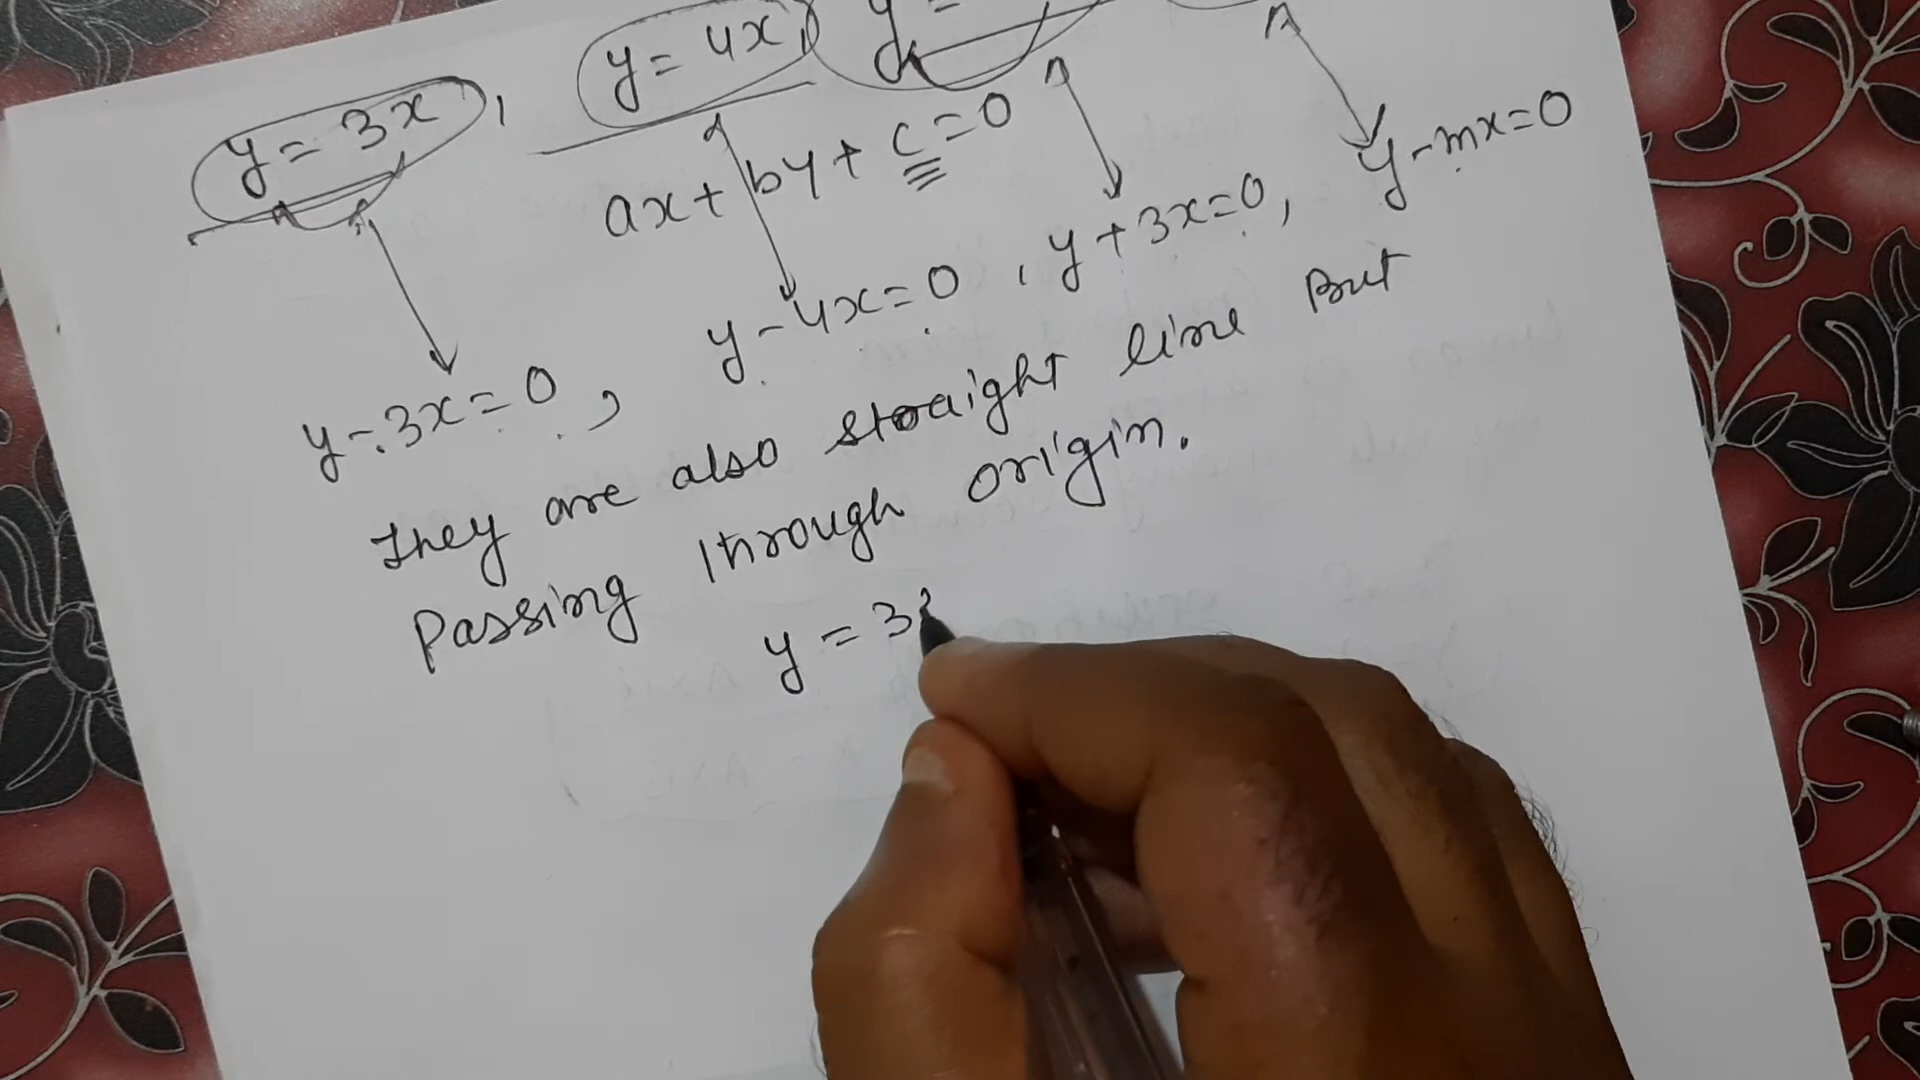 y = 3x, y = 4x, y =
ax + by + c = 0
y - 3x = 0, y - 4x = 0, y + 3x = 0, y - mx = 0
They are also straight line But
Passing through origin.
y = 3